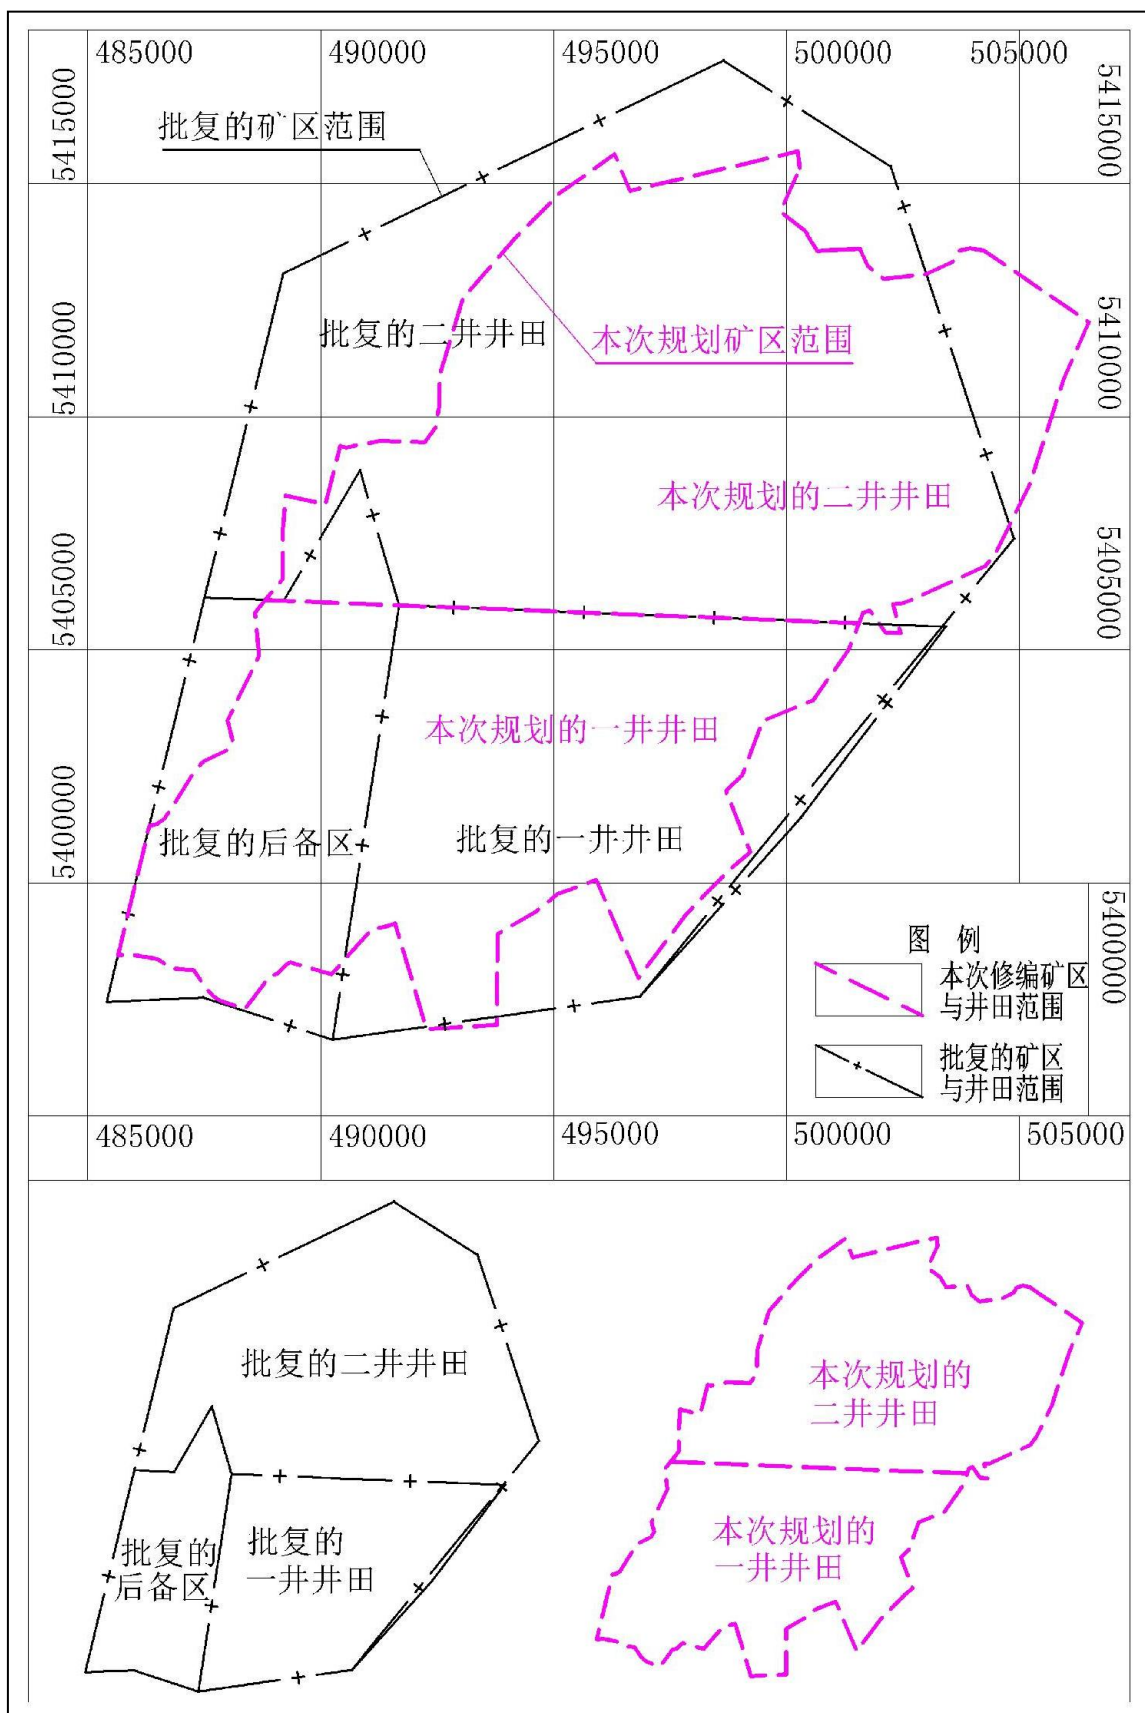 485000
490000
495000
500000
505000
5415000
5415000
批复的矿区范围
批复的二井井田
本次规划矿区范围
5410000
5410000
本次规划的二井井田
5405000
5405000
本次规划的一井井田
5400000
批复的后备区
批复的一井井田
5400000
图 例
本次修编矿区
与井田范围
批复的矿区
与井田范围
485000
490000
495000
500000
505000
批复的二井井田
批复的
后备区
批复的
一井井田
本次规划的
二井井田
本次规划的
一井井田